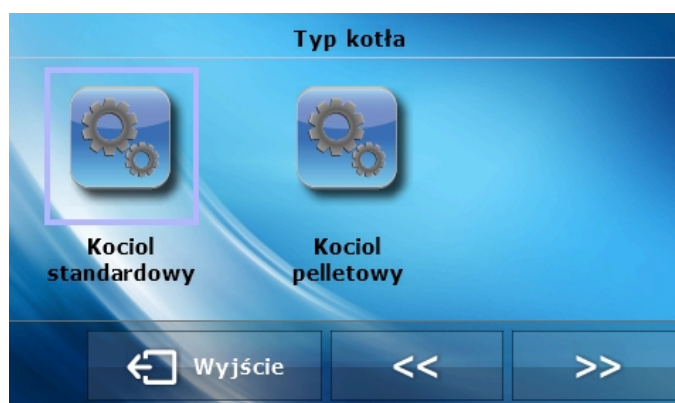 Typ kotła
Kociol
standardowy
Kociol
pelletowy
Wyjście
<<
>>